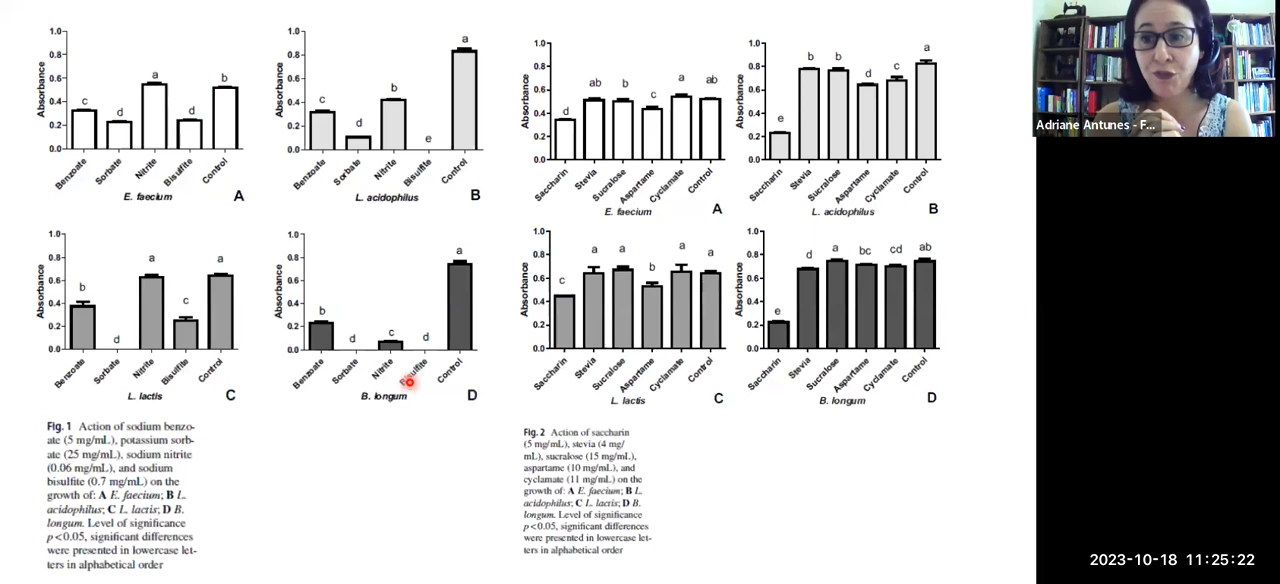 1.0
0.8
0.6
0.4
0.2
0.0
Absorbance
c
d
a
d
b
Benzoate
Sorbate
Nitrite
Bisulfite
Control
E. faecium
A
1.0
0.8
0.6
0.4
0.2
0.0
Absorbance
c
d
b
e
a
Benzoate
Sorbate
Nitrite
Bisulfite
Control
L. acidophilus
B
1.0
0.8
0.6
0.4
0.2
0.0
Absorbance
d
ab
b
c
a
ab
Saccharin
Stevia
Sucralose
Aspartame
Cyclamate
Control
E. faecium
A
1.0
0.8
0.6
0.4
0.2
0.0
Absorbance
e
b
b
d
c
a
Saccharin
Stevia
Sucralose
Aspartame
Cyclamate
Control
L. acidophilus
B
1.0
0.8
0.6
0.4
0.2
0.0
Absorbance
b
d
a
c
a
Benzoate
Sorbate
Nitrite
Bisulfite
Control
L. lactis
C
1.0
0.8
0.6
0.4
0.2
0.0
Absorbance
b
d
c
d
a
Benzoate
Sorbate
Nitrite
Bisulfite
Control
B. longum
D
1.0
0.8
0.6
0.4
0.2
0.0
Absorbance
c
a
a
b
a
a
Saccharin
Stevia
Sucralose
Aspartame
Cyclamate
Control
L. lactis
C
1.0
0.8
0.6
0.4
0.2
0.0
Absorbance
e
d
a
bc
cd
ab
Saccharin
Stevia
Sucralose
Aspartame
Cyclamate
Control
B. longum
D
Fig. 1 Action of sodium benzo-
ate (5 mg/mL), potassium sorb-
ate (25 mg/mL), sodium nitrite
(0.06 mg/mL), and sodium
bisulfite (0.7 mg/mL) on the
growth of: A E. faecium; B L.
acidophilus; C L. lactis; D B.
longum. Level of significance
p<0.05, significant differences
were presented in lowercase let-
ters in alphabetical order
Fig. 2 Action of saccharin
(5 mg/mL), stevia (4 mg/
mL), sucralose (15 mg/mL),
aspartame (10 mg/mL), and
cyclamate (11 mg/mL) on the
growth of: A E. faecium; B L.
acidophilus; C L. lactis; D B.
longum. Level of significance
p<0.05, significant differences
were presented in lowercase let-
ters in alphabetical order
Adriane Antunes - F...
2023-10-18 11:25:22